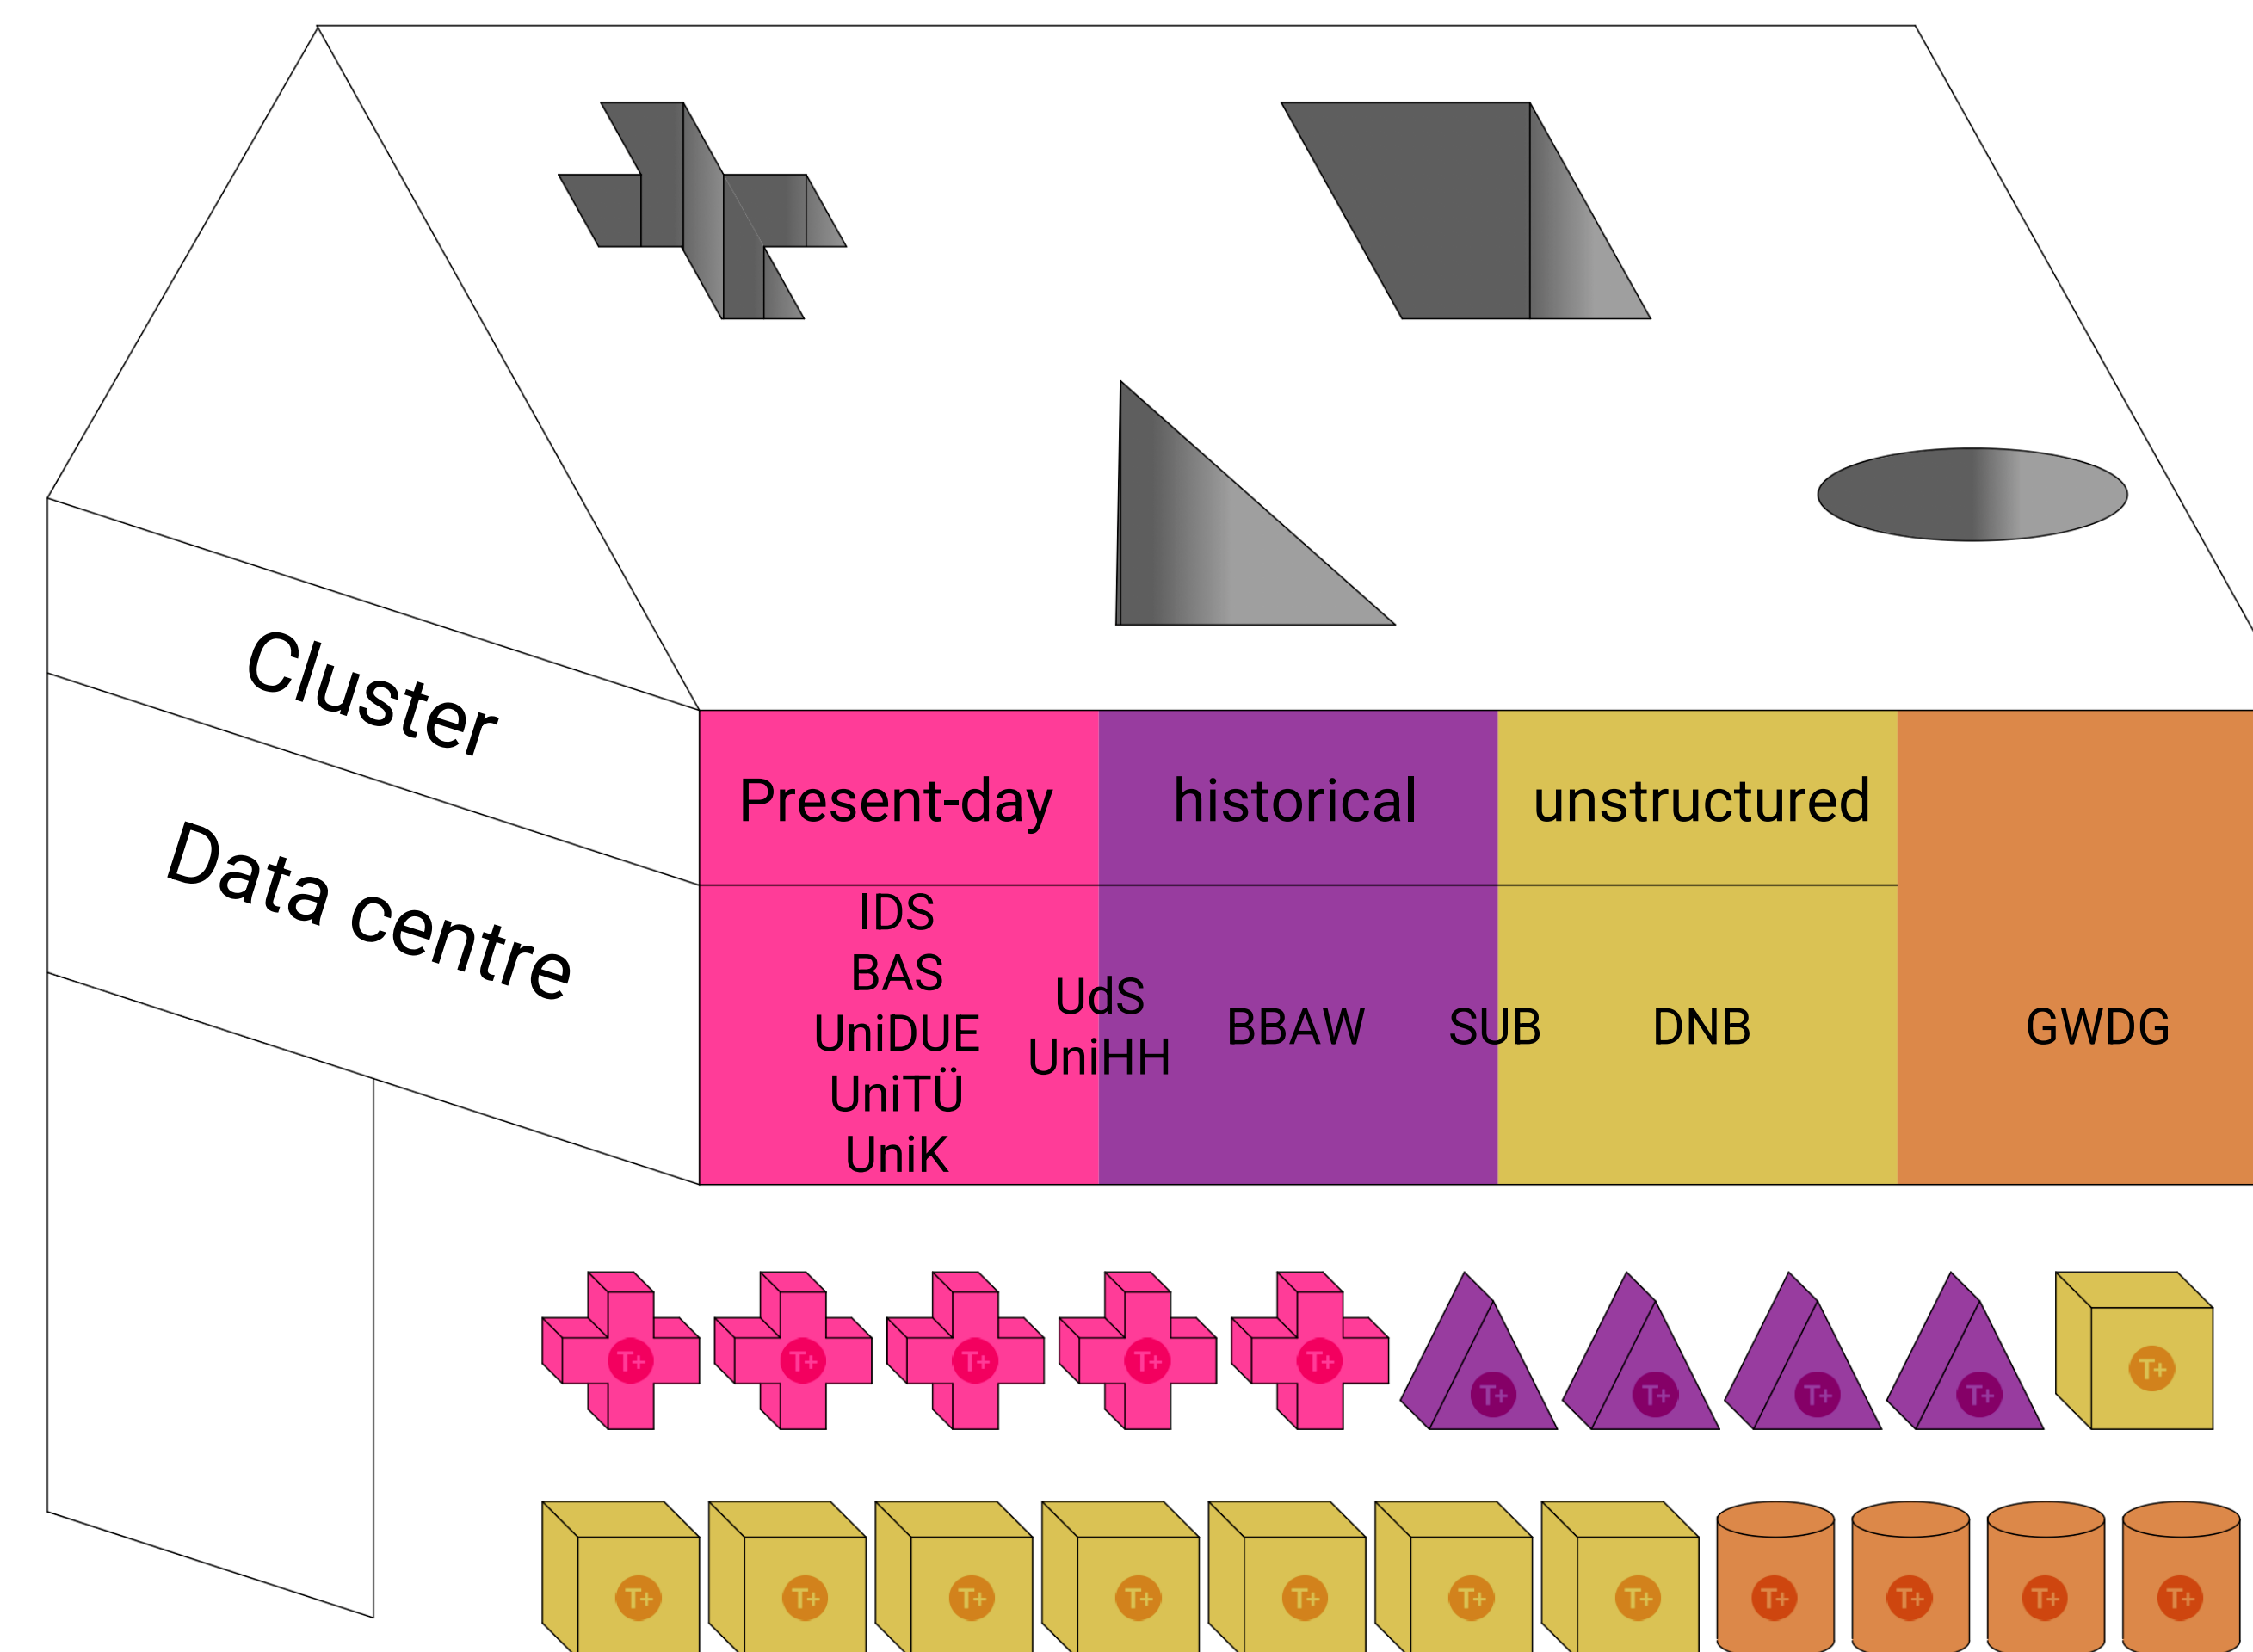 Cluster
Present-day
historical
unstructured
Data centre
IDS
BAS
UniDUE
UniTÜ
UniK
UdS
UniHH
BBAW
SUB
DNB
GWDG
T+ T+ T+ T+ T+ T+ T+ T+ T+ T+
T+ T+ T+ T+ T+ T+ T+ T+ T+ T+ T+